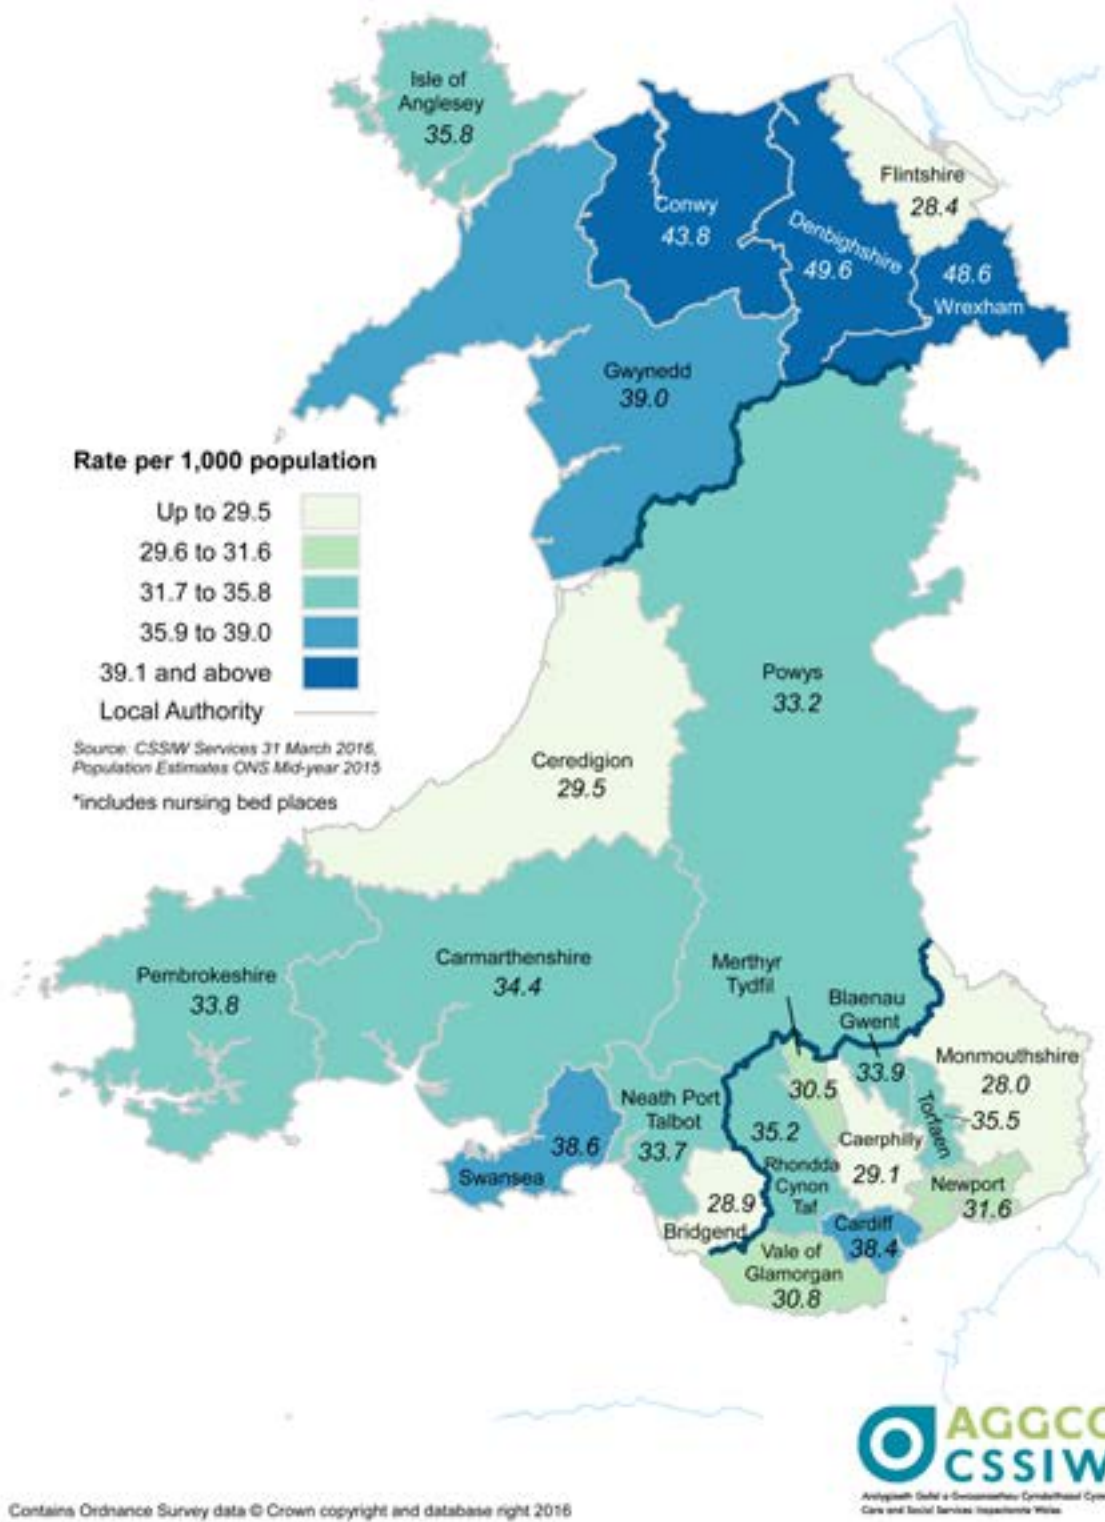 Isle of
Anglesey
35.8
Flintshire
28.4
Conwy
43.8
Denbighshire
49.6
48.6
Wrexham
Gwynedd
39.0
Rate per 1,000 population
Up to 29.5
29.6 to 31.6
31.7 to 35.8
35.9 to 39.0
39.1 and above
Local Authority
Source: CSSIW Services 31 March 2016,
Population Estimates ONS Mid-year 2015
*includes nursing bed places
Powys
33.2
Ceredigion
29.5
Pembrokeshire
33.8
Carmarthenshire
34.4
Merthyr
Tydfil
30.5
Blaenau
Gwent
33.9
Monmouthshire
28.0
Torfaen
35.5
Neath Port
Talbot
33.7
38.6
Swansea
35.2
Rhondda
Cynon
Taf
Caerphilly
29.1
Newport
31.6
28.9
Bridgend
Cardiff
38.4
Vale of
Glamorgan
30.8
AGGCC
CSSIW
Care and Social Services Inspectorate Wales
Contains Ordnance Survey data © Crown copyright and database right 2016